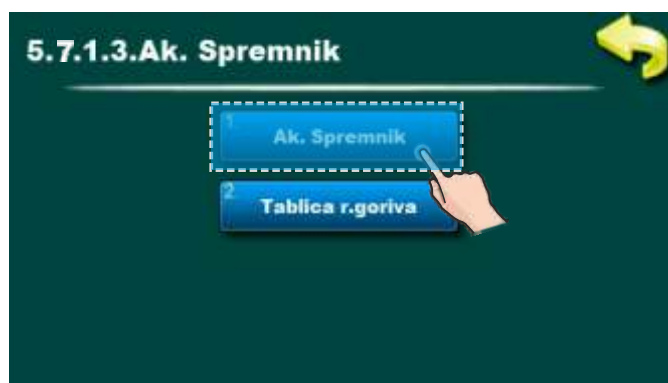 5.7.1.3.Ak. Spremnik
1
Ak. Spremnik
2
Tablica r.goriva